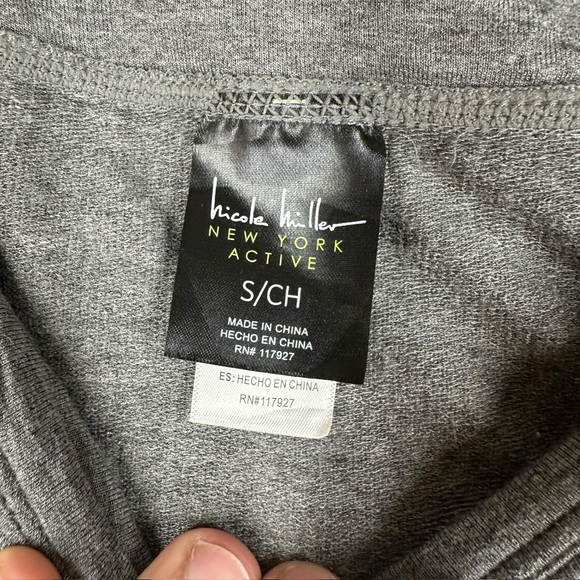 nicole miller
NEW YORK
ACTIVE
S/CH
MADE IN CHINA
HECHO EN CHINA
RN# 117927
ES: HECHO EN CHINA
RN#117927